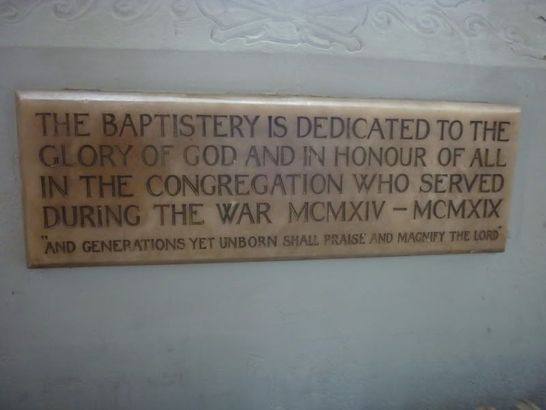 THE BAPTISTERY IS DEDICATED TO THE
GLORY OF GOD AND IN HONOUR OF ALL
IN THE CONGREGATION WHO SERVED
DURING THE WAR MCMXIV – MCMXIX
"AND GENERATIONS YET UNBORN SHALL PRAISE AND MAGNIFY THE LORD"